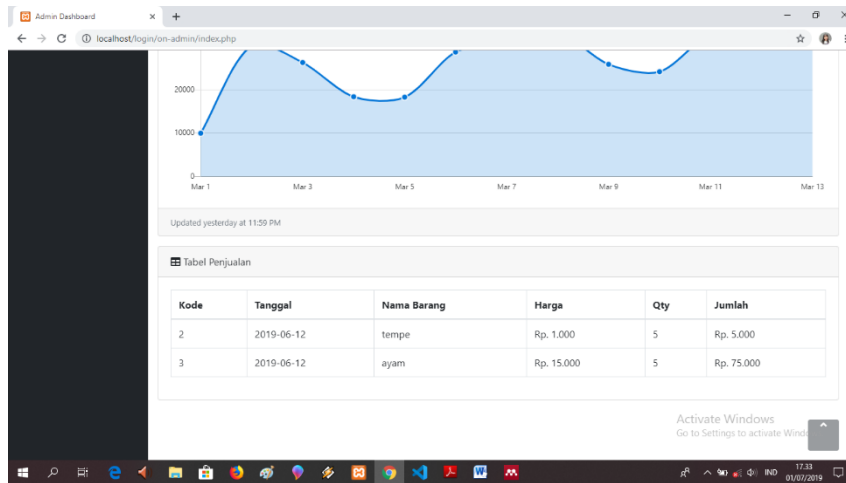 Admin Dashboard
localhost/login/on-admin/index.php
20000
10000
0
Mar 1 Mar 3 Mar 5 Mar 7 Mar 9 Mar 11 Mar 13
Updated yesterday at 11:59 PM
Tabel Penjualan
Kode Tanggal Nama Barang Harga Qty Jumlah
2 2019-06-12 tempe Rp. 1.000 5 Rp. 5.000
3 2019-06-12 ayam Rp. 15.000 5 Rp. 75.000
Activate Windows
Go to Settings to activate Windo
IND
17.33
01/07/2019